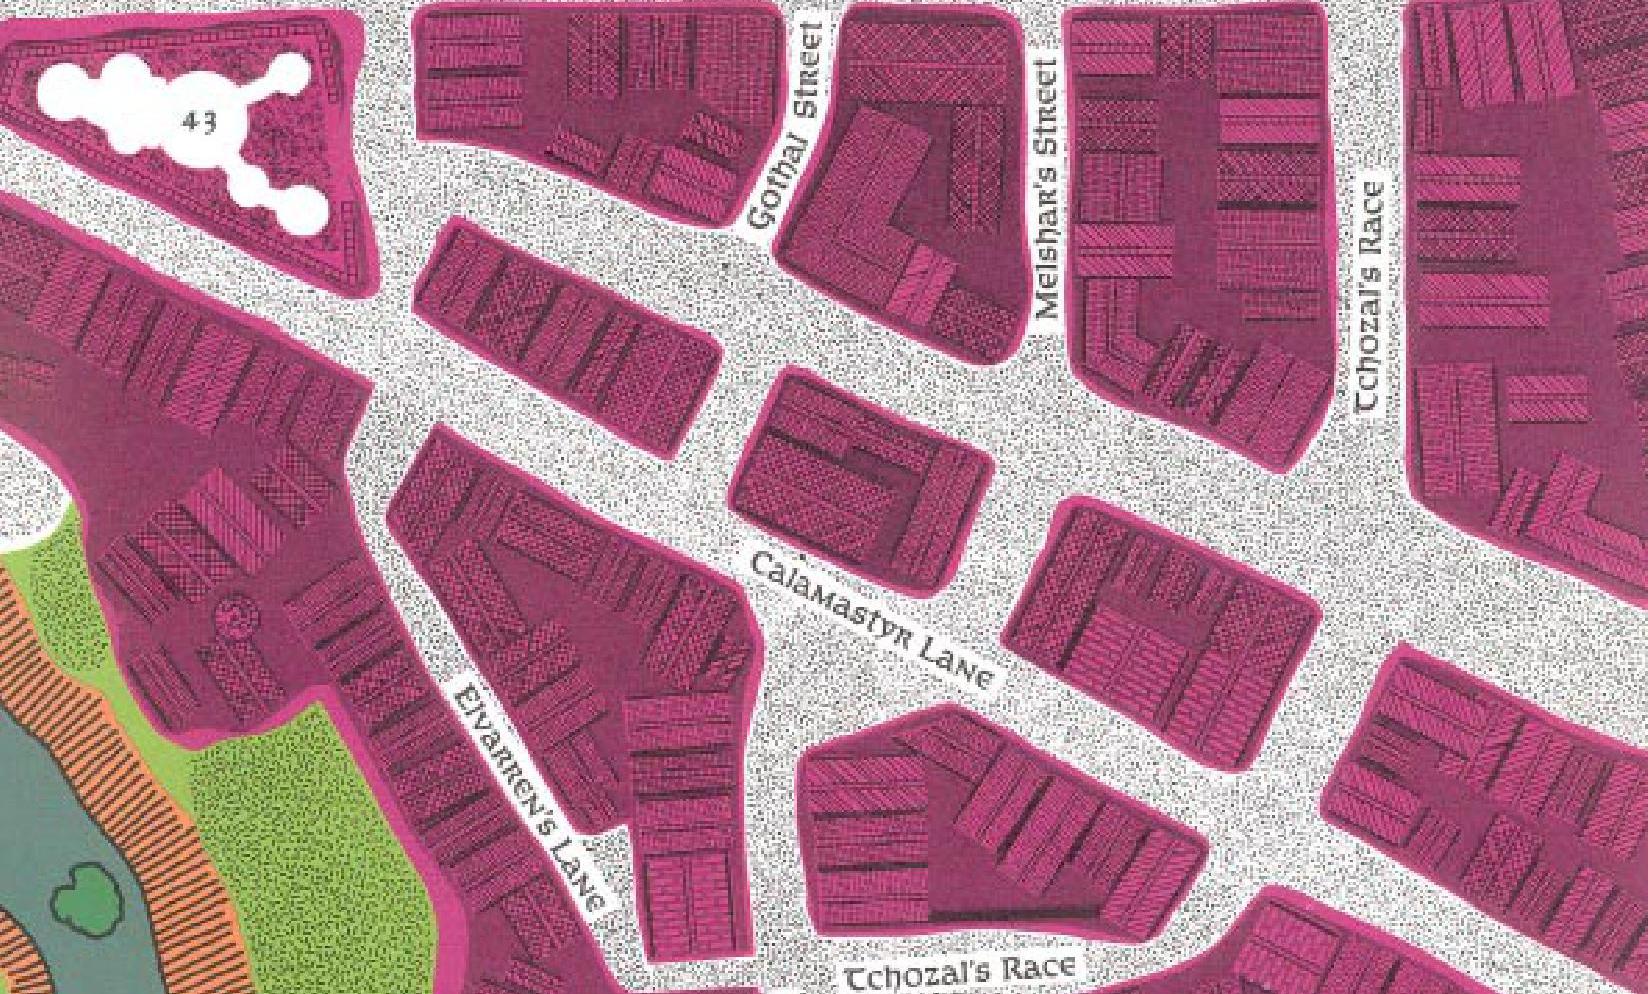 43
Gothal Street
Melshar's Street
Tchozal's Race
Calamastyr Lane
Elvarren's Lane
Tchozal's Race